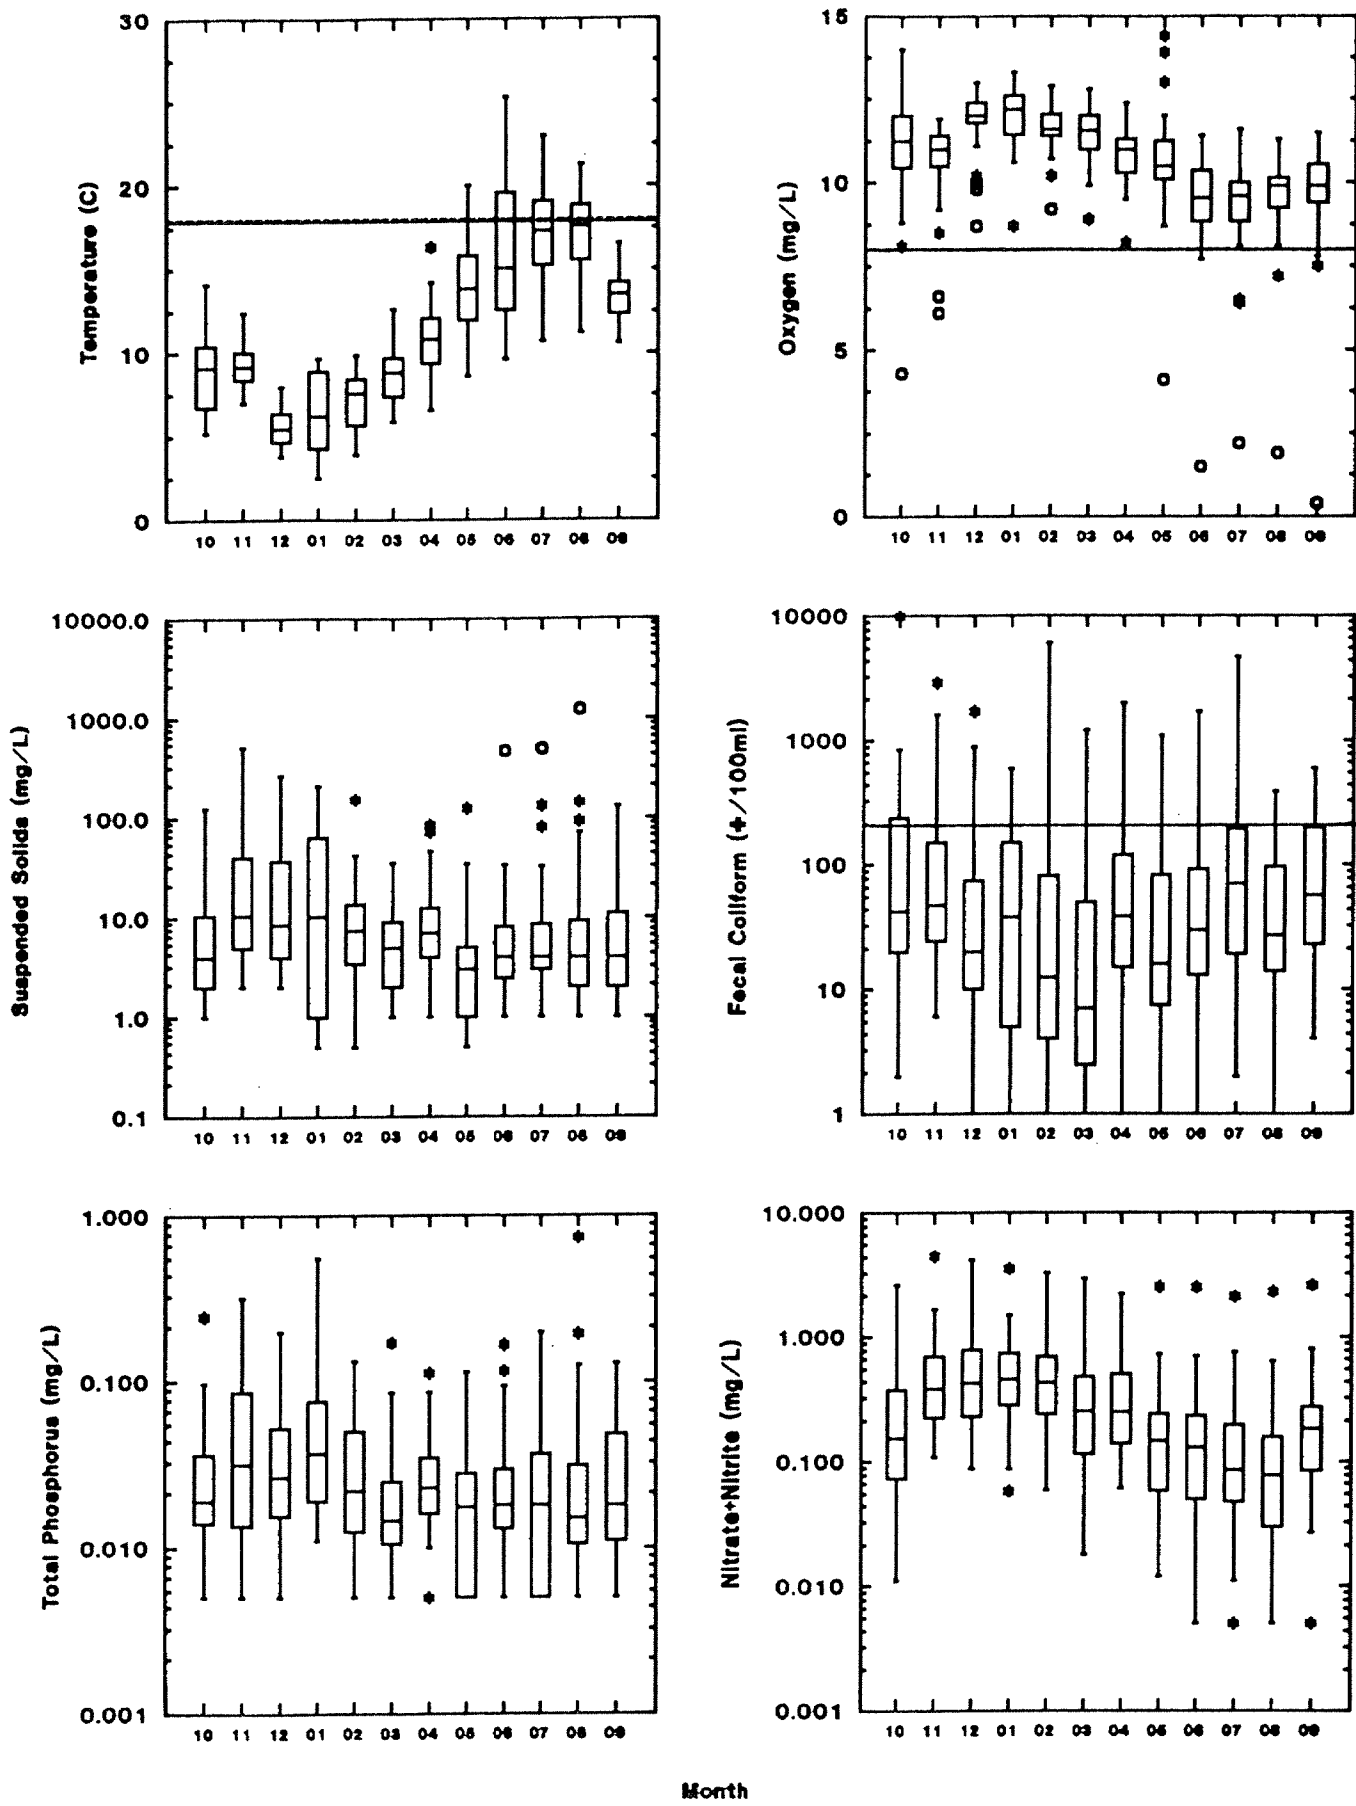 30
20
10
0
Temperature (C)
10 11 12 01 02 03 04 05 06 07 08 09
15
10
5
0
Oxygen (mg/L)
10 11 12 01 02 03 04 05 06 07 08 09
10000.0
1000.0
100.0
10.0
1.0
0.1
Suspended Solids (mg/L)
10 11 12 01 02 03 04 05 06 07 08 09
10000
1000
100
10
1
Fecal Coliform (#/100ml)
10 11 12 01 02 03 04 05 06 07 08 09
1.000
0.100
0.010
0.001
Total Phosphorus (mg/L)
10 11 12 01 02 03 04 05 06 07 08 09
10.000
1.000
0.100
0.010
0.001
Nitrate+Nitrite (mg/L)
10 11 12 01 02 03 04 05 06 07 08 09
Month